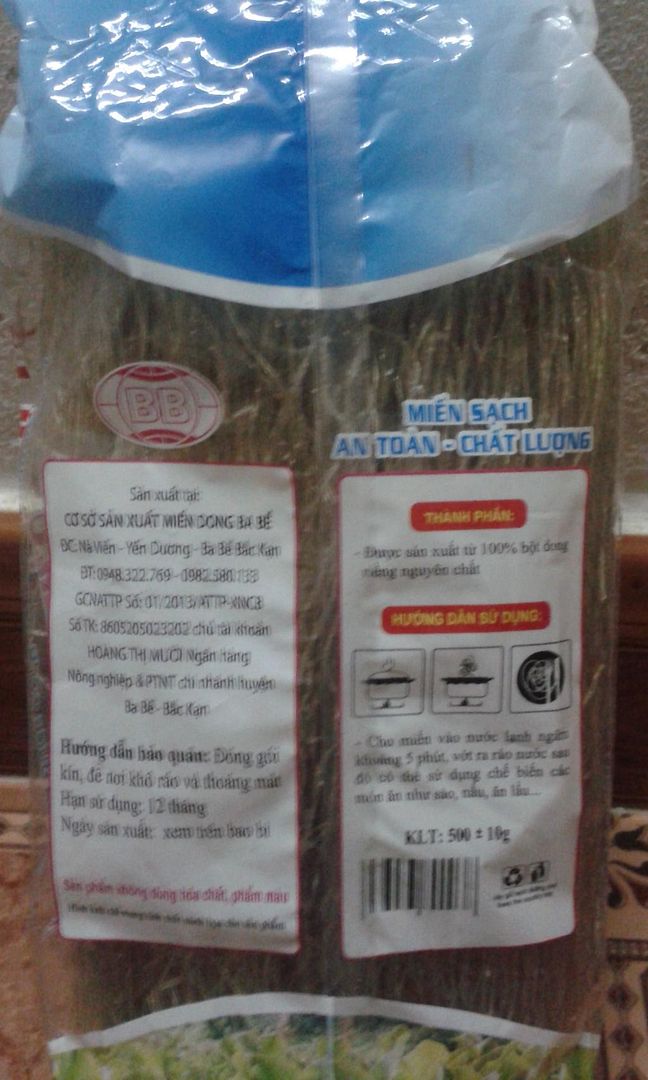 BB
Sản xuất tại:
CƠ SỞ SẢN XUẤT MIẾN DONG BA BỂ
ĐC: Nà Viễn - Yến Dương - Ba Bể Bắc Kạn
ĐT: 0948.322.769 - 0982.580.133
GCNATTP Số: 01/2013/ATTP-XNCB
Số TK: 8605205023202 chủ tài khoản
HOÀNG THỊ MƯỜI Ngân hàng
Nông nghiệp & PTNT chi nhánh huyện
Ba Bể - Bắc Kạn
Hướng dẫn bảo quản: Đóng gói
kín, để nơi khô ráo và thoáng mát
Hạn sử dụng: 12 tháng
Ngày sản xuất: xem trên bao bì
Sản phẩm không dùng hóa chất, phẩm màu
MIẾN SẠCH
AN TOÀN - CHẤT LƯỢNG
THÀNH PHẦN:
- Được sản xuất từ 100% bột dong
riềng nguyên chất
HƯỚNG DẪN SỬ DỤNG:
- Cho miến vào nước lạnh ngâm
khoảng 5 phút, vớt ra ráo nước sau
đó có thể sử dụng chế biến các
món ăn như sào, nấu, ăn lẩu...
KLT: 500 ± 10g